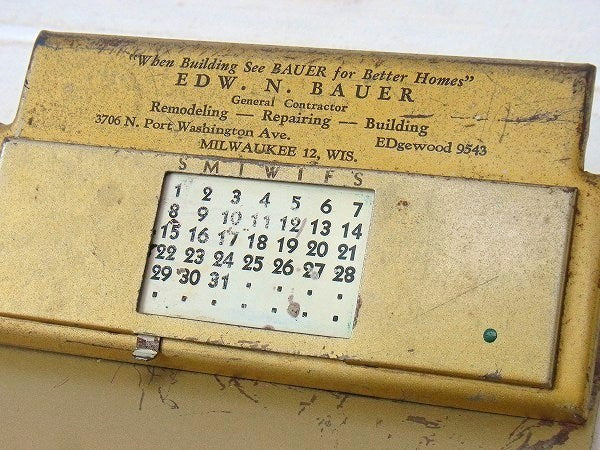 "When Building See BAUER for Better Homes"
EDW. N. BAUER
General Contractor
Remodeling — Repairing — Building
3706 N. Port Washington Ave. EDgewood 9543
MILWAUKEE 12, WIS.
S M T W T F S
1 2 3 4 5 6 7
8 9 10 11 12 13 14
15 16 17 18 19 20 21
22 23 24 25 26 27 28
29 30 31